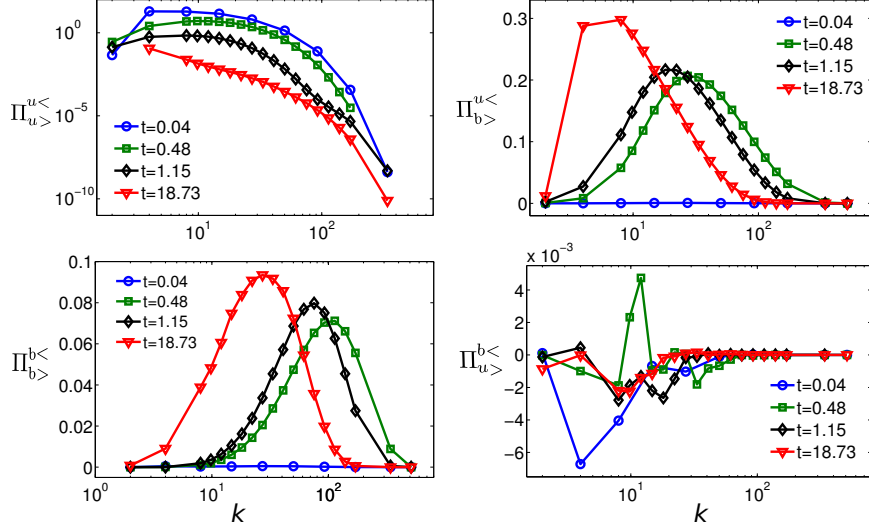 10^0
10^-5
10^-10
10^1
10^2
Π^{u<}_{u>}
t=0.04
t=0.48
t=1.15
t=18.73
0.3
0.2
0.1
0
10^1
10^2
Π^{u<}_{b>}
t=0.04
t=0.48
t=1.15
t=18.73
0.1
0.08
0.06
0.04
0.02
0
10^0
10^1
10^2
Π^{b<}_{b>}
t=0.04
t=0.48
t=1.15
t=18.73
k
x 10^-3
4
2
0
−2
−4
−6
10^1
10^2
Π^{b<}_{u>}
t=0.04
t=0.48
t=1.15
t=18.73
k